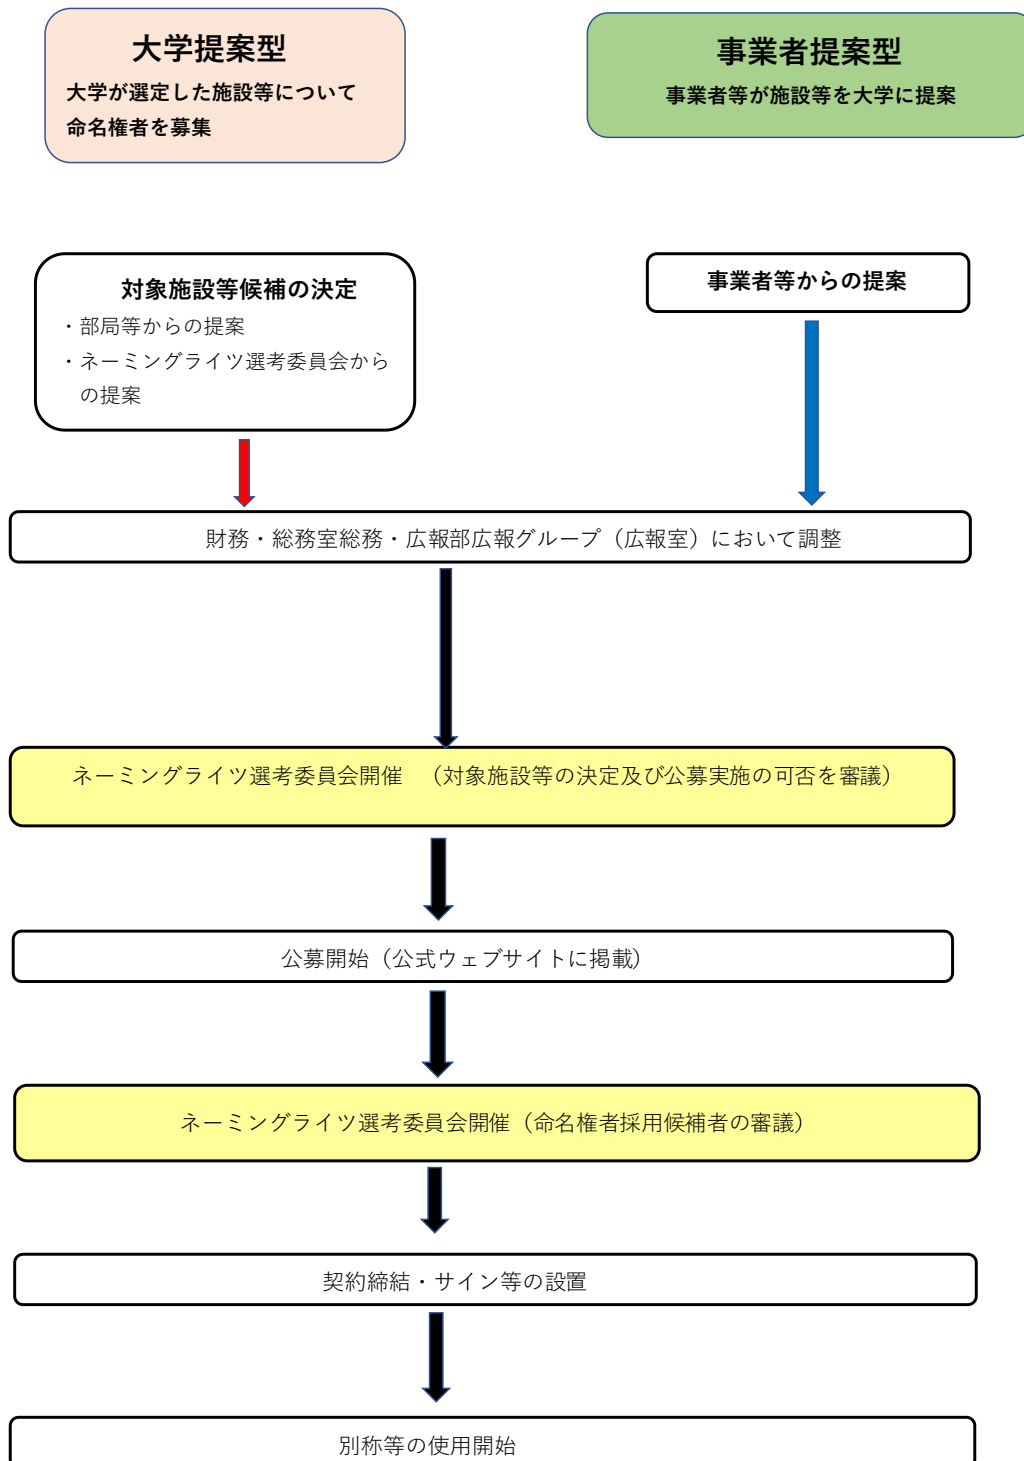 大学提案型
大学が選定した施設等について
命名権者を募集
事業者提案型
事業者等が施設等を大学に提案
対象施設等候補の決定
・部局等からの提案
・ネーミングライツ選考委員会から
の提案
事業者等からの提案
財務・総務室総務・広報部広報グループ（広報室）において調整
ネーミングライツ選考委員会開催　（対象施設等の決定及び公募実施の可否を審議）
公募開始（公式ウェブサイトに掲載）
ネーミングライツ選考委員会開催（命名権者採用候補者の審議）
契約締結・サイン等の設置
別称等の使用開始